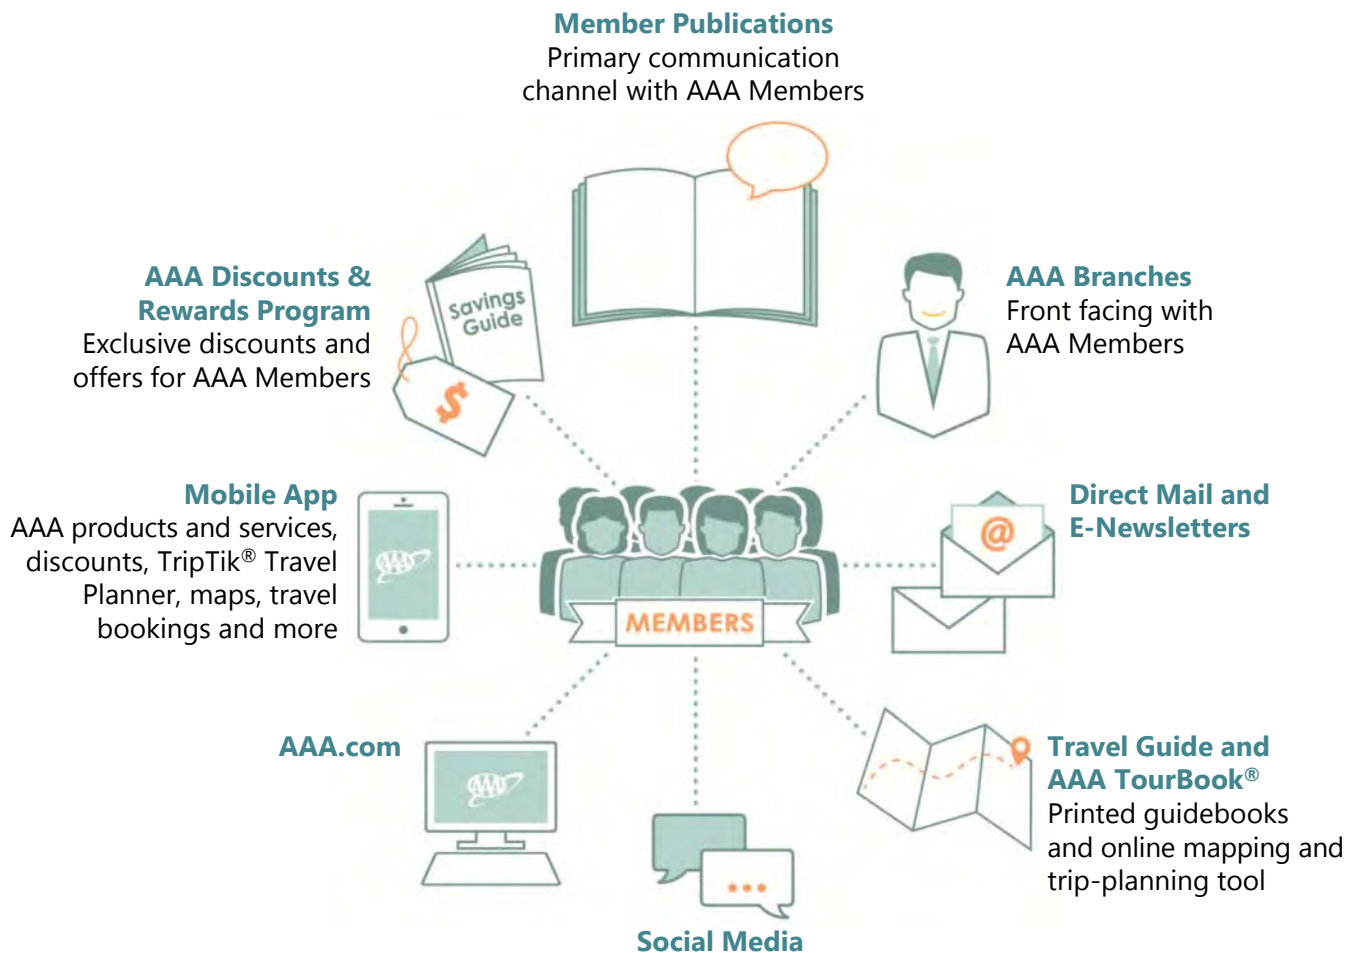 Member Publications
Primary communication
channel with AAA Members
AAA Discounts &
Rewards Program
Exclusive discounts and
offers for AAA Members
Savings
Guide
$
AAA Branches
Front facing with
AAA Members
Mobile App
AAA products and services,
discounts, TripTik® Travel
Planner, maps, travel
bookings and more
AAA
MEMBERS
@
Direct Mail and
E-Newsletters
AAA.com
AAA
Travel Guide and
AAA TourBook®
Printed guidebooks
and online mapping and
trip-planning tool
Social Media